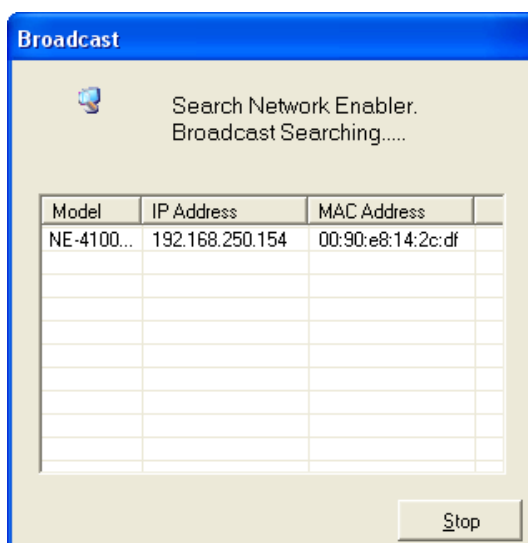 Broadcast
Search Network Enabler.
Broadcast Searching.....
Model IP Address MAC Address
NE-4100... 192.168.250.154 00:90:e8:14:2c:df
Stop